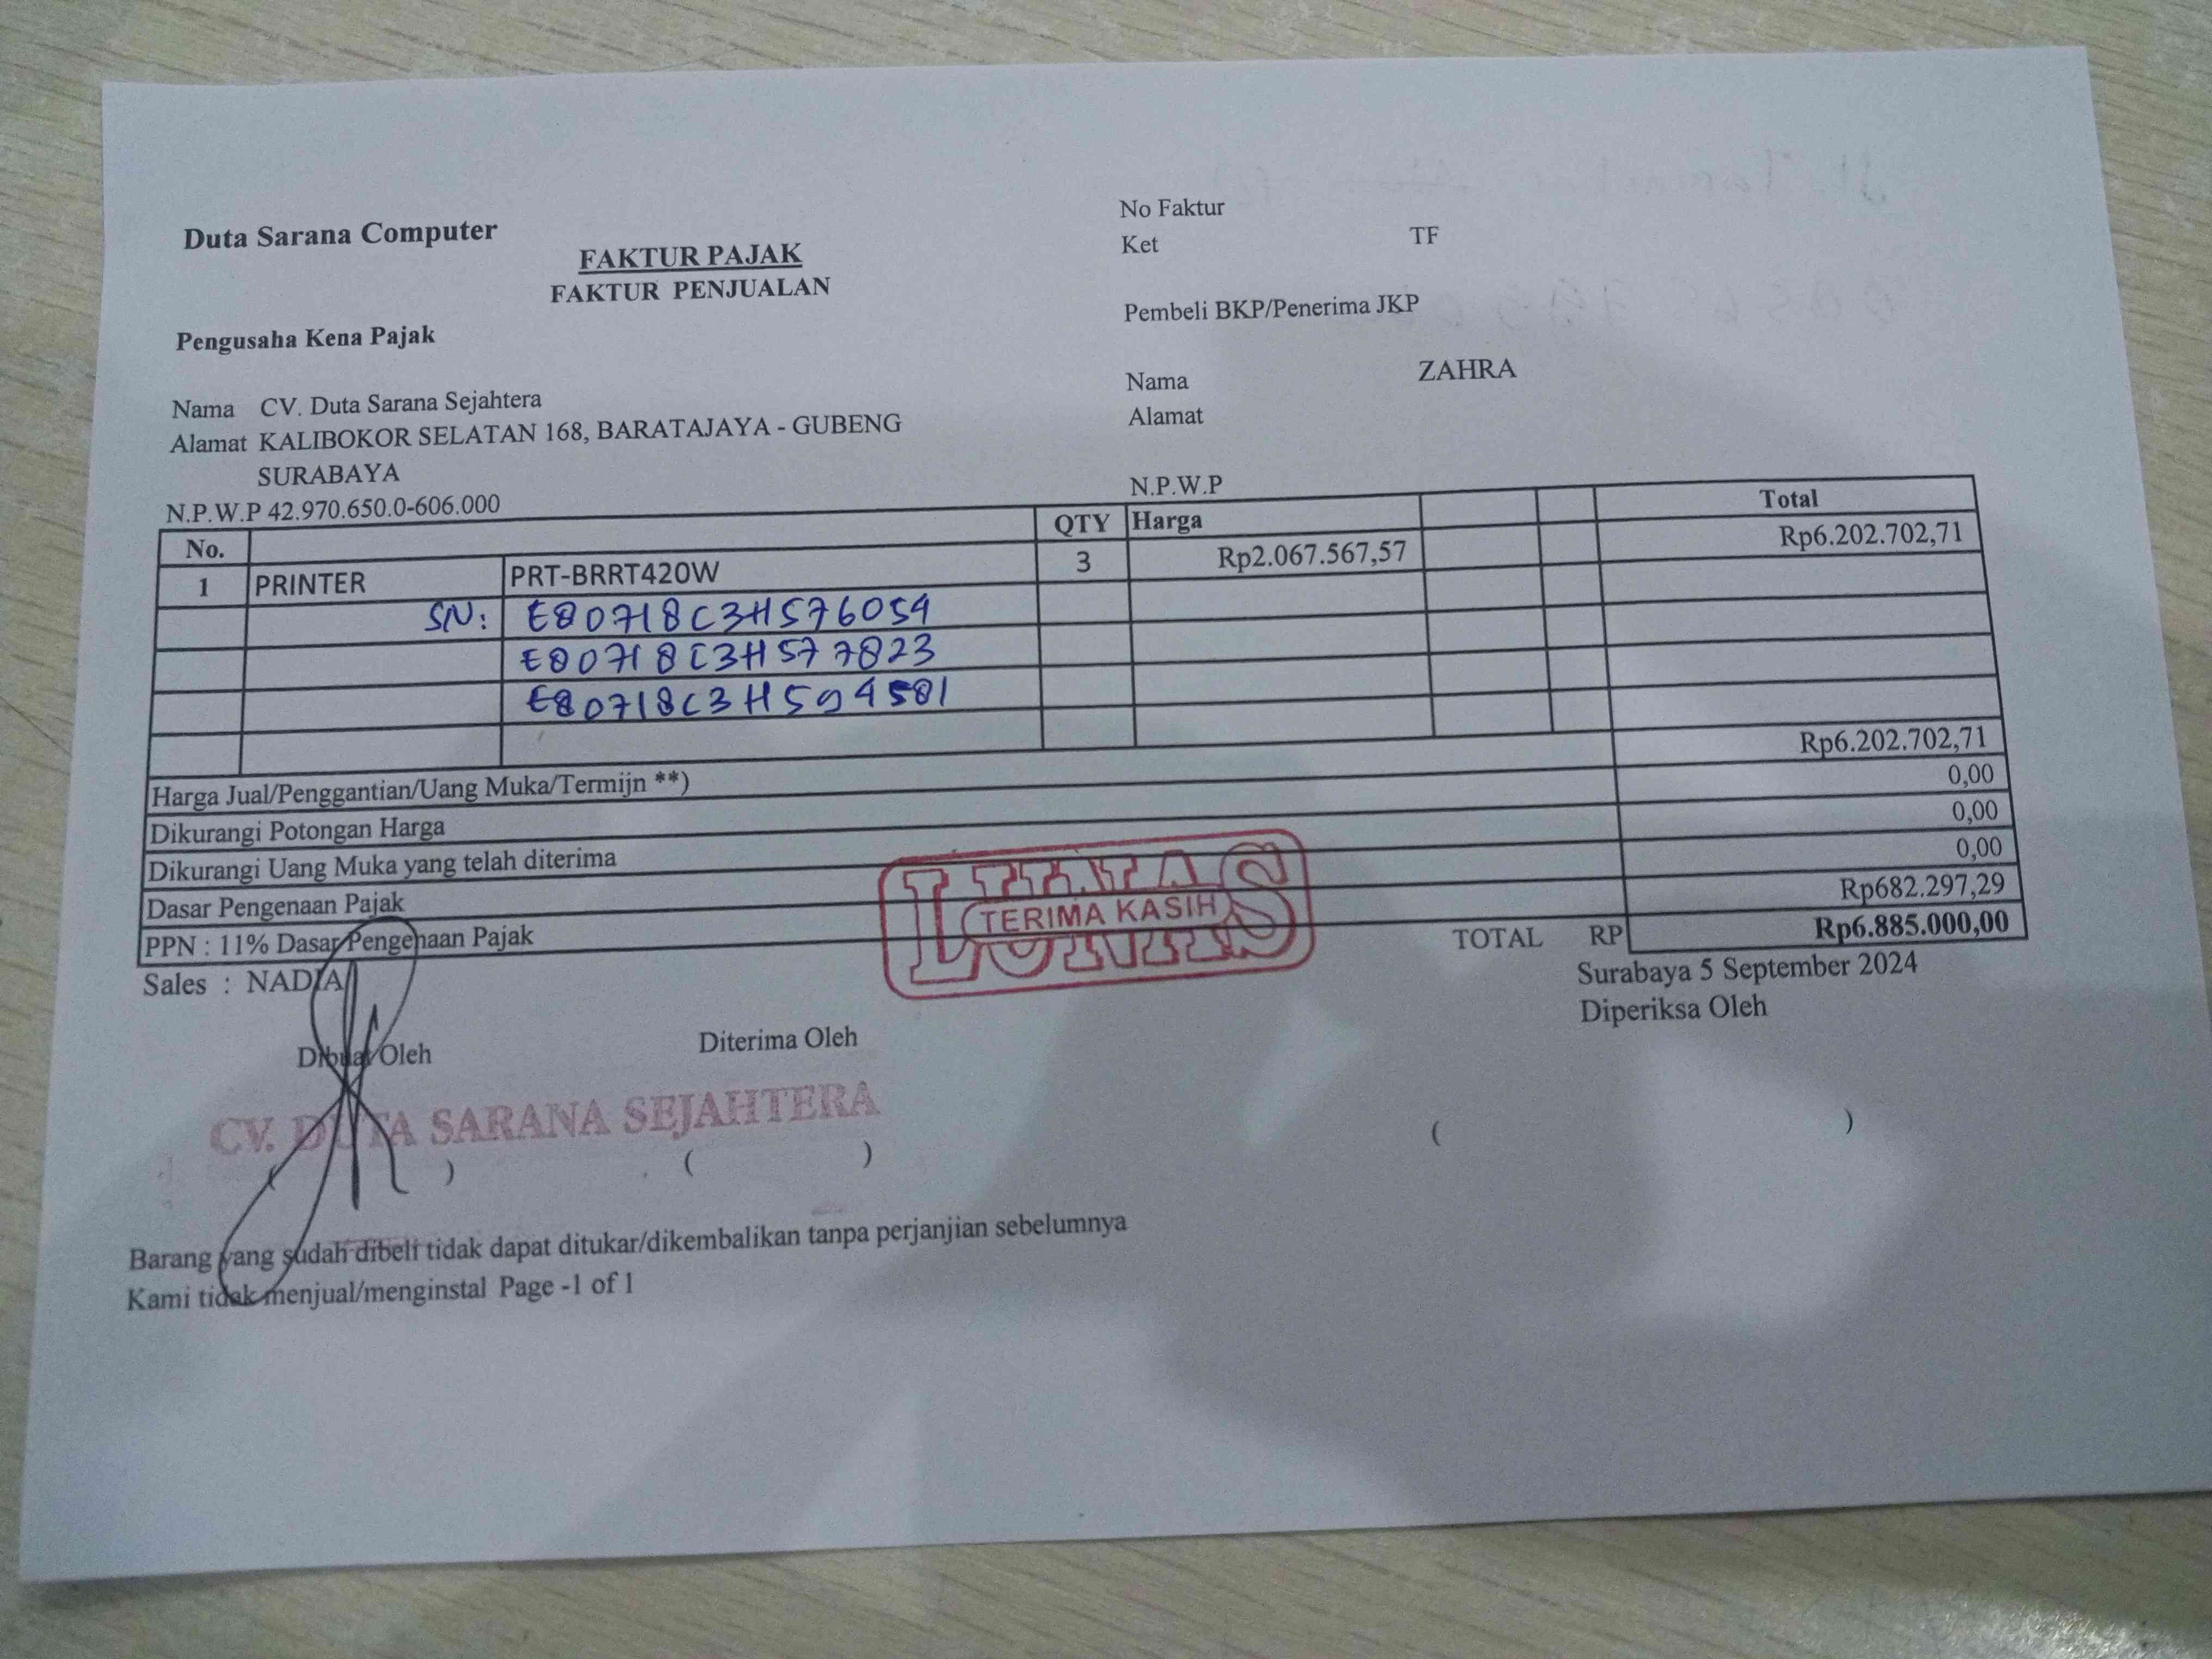 Duta Sarana Computer
FAKTUR PAJAK
FAKTUR PENJUALAN
No Faktur
Ket TF
Pembeli BKP/Penerima JKP
Pengusaha Kena Pajak
Nama CV. Duta Sarana Sejahtera
Alamat KALIBOKOR SELATAN 168, BARATAJAYA - GUBENG
SURABAYA
N.P.W.P 42.970.650.0-606.000
Nama ZAHRA
Alamat
N.P.W.P
No. QTY Harga Total
1 PRINTER PRT-BRRT420W 3 Rp2.067.567,57 Rp6.202.702,71
SN: E80718C3H576059
E80718C3H577823
E80718C3H594581
Harga Jual/Penggantian/Uang Muka/Termijn **) Rp6.202.702,71
Dikurangi Potongan Harga 0,00
Dikurangi Uang Muka yang telah diterima 0,00
Dasar Pengenaan Pajak 0,00
PPN : 11% Dasar Pengenaan Pajak Rp682.297,29
TOTAL RP Rp6.885.000,00
LUNAS
TERIMA KASIH
Sales : NADIA
Surabaya 5 September 2024
Dibuat Oleh Diterima Oleh Diperiksa Oleh
CV. DUTA SARANA SEJAHTERA
( ) ( ) ( )
Barang yang sudah dibeli tidak dapat ditukar/dikembalikan tanpa perjanjian sebelumnya
Kami tidak menjual/menginstal Page -1 of 1